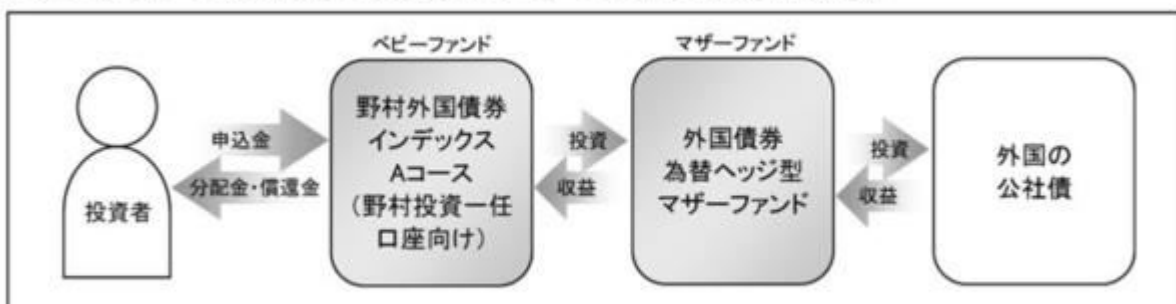 ベビーファンド
マザーファンド
投資者
申込金
分配金・償還金
野村外国債券
インデックス
Aコース
(野村投資一任
口座向け)
投資
収益
外国債券
為替ヘッジ型
マザーファンド
投資
収益
外国の
公社債